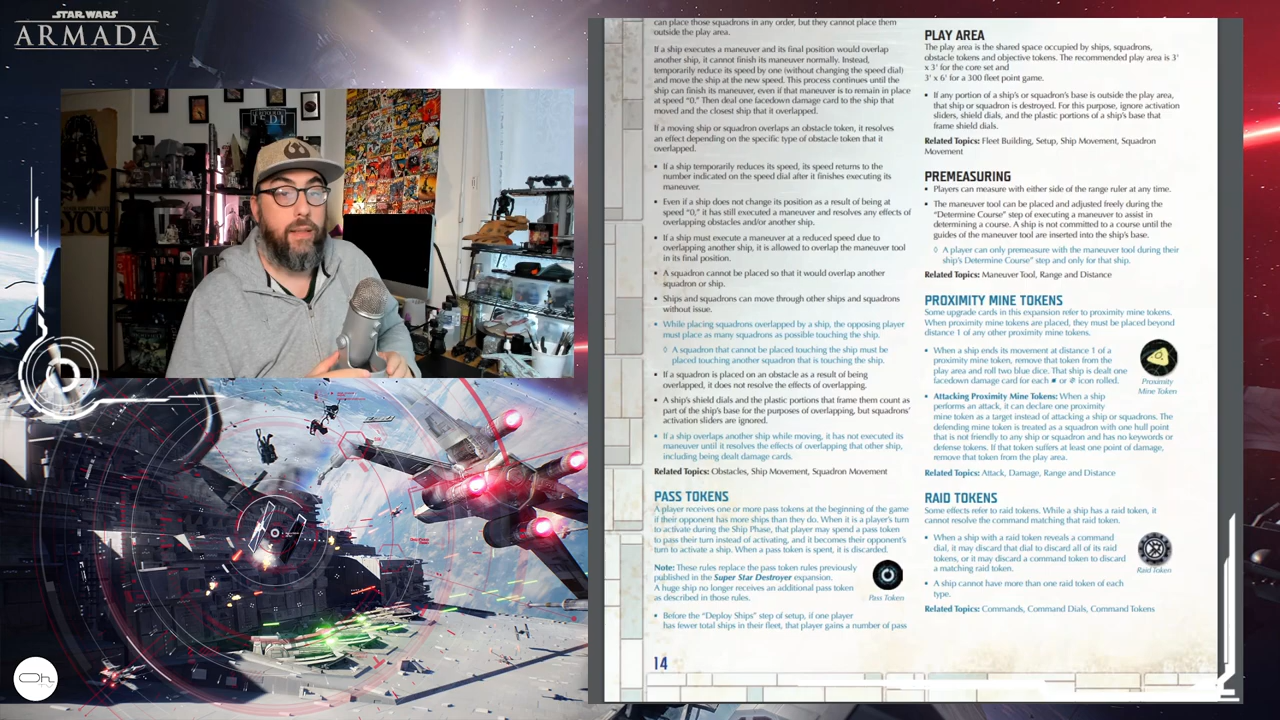 STAR WARS
ARMADA
can place those squadrons in any order, but they cannot place them
outside the play area.
If a ship executes a maneuver and its final position would overlap
another ship, it cannot finish its maneuver normally. Instead,
temporarily reduce its speed by one (without changing the speed dial)
and move the ship at the new speed. This process continues until the
ship can finish its maneuver, even if that maneuver is to remain in place
at speed "0." Then deal one facedown damage card to the ship that
moved and the closest ship that it overlapped.
If a moving ship or squadron overlaps an obstacle token, it resolves
an effect depending on the specific type of obstacle token that it
overlapped.
• If a ship temporarily reduces its speed, its speed returns to the
number indicated on the speed dial after it finishes executing its
maneuver.
• Even if a ship does not change its position as a result of being at
speed "0," it has still executed a maneuver and resolves any effects of
overlapping obstacles and/or another ship.
• If a ship must execute a maneuver at a reduced speed due to
overlapping another ship, it is allowed to overlap the maneuver tool
in its final position.
• A squadron cannot be placed so that it would overlap another
squadron or ship.
• Ships and squadrons can move through other ships and squadrons
without issue.
• While placing squadrons overlapped by a ship, the opposing player
must place as many squadrons as possible touching the ship.
◊ A squadron that cannot be placed touching the ship must be
placed touching another squadron that is touching the ship.
• If a squadron is placed on an obstacle as a result of being
overlapped, it does not resolve the effects of overlapping.
• A ship's shield dials and the plastic portions that frame them count as
part of the ship's base for the purposes of overlapping, but squadrons'
activation sliders are ignored.
• If a ship overlaps another ship while moving, it has not executed its
maneuver until it resolves the effects of overlapping that other ship,
including being dealt damage cards.
Related Topics: Obstacles, Ship Movement, Squadron Movement
PASS TOKENS
A player receives one or more pass tokens at the beginning of the game
if their opponent has more ships than they do. When it is a player's turn
to activate during the Ship Phase, that player may spend a pass token
to pass their turn instead of activating, and it becomes their opponent's
turn to activate a ship. When a pass token is spent, it is discarded.
Note: These rules replace the pass token rules previously
published in the Super Star Destroyer expansion.
A huge ship no longer receives an additional pass token
as described in those rules.
Pass Token
• Before the "Deploy Ships" step of setup, if one player
has fewer total ships in their fleet, that player gains a number of pass
14
PLAY AREA
The play area is the shared space occupied by ships, squadrons,
obstacle tokens and objective tokens. The recommended play area is 3'
x 3' for the core set and
3' x 6' for a 300 fleet point game.
• If any portion of a ship's or squadron's base is outside the play area,
that ship or squadron is destroyed. For this purpose, ignore activation
sliders, shield dials, and the plastic portions of a ship's base that
frame shield dials.
Related Topics: Fleet Building, Setup, Ship Movement, Squadron
Movement
PREMEASURING
• Players can measure with either side of the range ruler at any time.
• The maneuver tool can be placed and adjusted freely during the
"Determine Course" step of executing a maneuver to assist in
determining a course. A ship is not committed to a course until the
guides of the maneuver tool are inserted into the ship's base.
◊ A player can only premeasure with the maneuver tool during their
ship's Determine Course" step and only for that ship.
Related Topics: Maneuver Tool, Range and Distance
PROXIMITY MINE TOKENS
Some upgrade cards in this expansion refer to proximity mine tokens.
When proximity mine tokens are placed, they must be placed beyond
distance 1 of any other proximity mine tokens.
• When a ship ends its movement at distance 1 of a
proximity mine token, remove that token from the
play area and roll two blue dice. That ship is dealt one
facedown damage card for each or icon rolled.
Proximity
Mine Token
• Attacking Proximity Mine Tokens: When a ship
performs an attack, it can declare one proximity
mine token as a target instead of attacking a ship or squadrons. The
defending mine token is treated as a squadron with one hull point
that is not friendly to any ship or squadron and has no keywords or
defense tokens. If that token suffers at least one point of damage,
remove that token from the play area.
Related Topics: Attack, Damage, Range and Distance
RAID TOKENS
Some effects refer to raid tokens. While a ship has a raid token, it
cannot resolve the command matching that raid token.
• When a ship with a raid token reveals a command
dial, it may discard that dial to discard all of its raid
tokens, or it may discard a command token to discard
a matching raid token.
Raid Token
• A ship cannot have more than one raid token of each
type.
Related Topics: Commands, Command Dials, Command Tokens